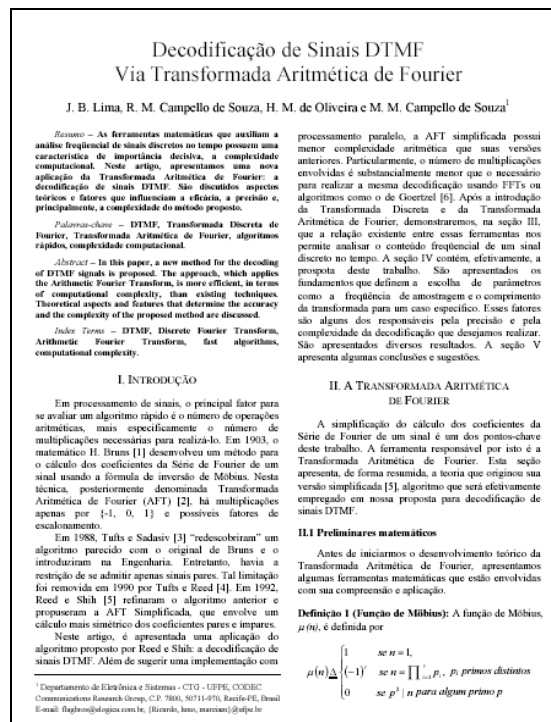 Decodificação de Sinais DTMF
Via Transformada Aritmética de Fourier
J. B. Lima, R. M. Campello de Souza, H. M. de Oliveira e M. M. Campello de Souza¹
Resumo – As ferramentas matemáticas que auxiliam a
análise freqüencial de sinais discretos no tempo possuem uma
característica de importância decisiva, a complexidade
computacional. Neste artigo, apresentamos uma nova
aplicação da Transformada Aritmética de Fourier: a
decodificação de sinais DTMF. São discutidos aspectos
teóricos e fatores que influenciam a eficácia, a precisão e,
principalmente, a complexidade do método proposto.
Palavras-chave – DTMF, Transformada Discreta de
Fourier, Transformada Aritmética de Fourier, algoritmos
rápidos, complexidade computacional.
Abstract – In this paper, a new method for the decoding
of DTMF signals is proposed. The approach, which applies
the Arithmetic Fourier Transform, is more efficient, in
terms of computational complexity, than existing techniques.
Theoretical aspects and features that determine the accuracy
and the complexity of the proposed method are discussed.
Index Terms – DTMF, Discrete Fourier Transform,
Arithmetic Fourier Transform, fast algorithms,
computational complexity.
I. INTRODUÇÃO
Em processamento de sinais, o principal fator para
se avaliar um algoritmo rápido é o número de operações
aritméticas, mais especificamente o número de
multiplicações necessárias para realizá-lo. Em 1903, o
matemático H. Bruns [1] desenvolveu um método para
o cálculo dos coeficientes da Série de Fourier de um
sinal usando a fórmula de inversão de Möbius. Nesta
técnica, posteriormente denominada Transformada
Aritmética de Fourier (AFT) [2], há multiplicações
apenas por {-1, 0, 1} e possíveis fatores de
escalonamento.
Em 1988, Tufts e Sadasiv [3] “redescobriram” um
algoritmo parecido com o original de Bruns e o
introduziram na Engenharia. Entretanto, havia a
restrição de se admitir apenas sinais pares. Tal limitação
foi removida em 1990 por Tufts e Reed [4]. Em 1992,
Reed e Shih [5] refinaram o algoritmo anterior e
propuseram a AFT Simplificada, que envolve um
cálculo mais simétrico dos coeficientes pares e ímpares.
Neste artigo, é apresentada uma aplicação do
algoritmo proposto por Reed e Shih: a decodificação de
sinais DTMF. Além de sugerir uma implementação com
¹ Departamento de Eletrônica e Sistemas - CTG - UFPE, CODEC
Communications Research Group, C.P. 7800, 50711-970, Recife-PE, Brasil
E-mail: flagbros@elogica.com.br, {Ricardo, hmo, marciam}@ufpe.br
processamento paralelo, a AFT simplificada possui
menor complexidade aritmética que suas versões
anteriores. Particularmente, o número de multiplicações
envolvidas é substancialmente menor que o necessário
para realizar a mesma decodificação usando FFTs ou
algoritmos como o de Goertzel [6]. Após a introdução
da Transformada Discreta e da Transformada
Aritmética de Fourier, demonstraremos, na seção III,
que a relação existente entre essas ferramentas nos
permite analisar o conteúdo freqüencial de um sinal
discreto no tempo. A seção IV contém, efetivamente, a
prospota deste trabalho. São apresentados os
fundamentos que definem a escolha de parâmetros
como a freqüência de amostragem e o comprimento
da transformada para um caso específico. Esses fatores
são alguns dos responsáveis pela precisão e pela
complexidade da decodificação que desejamos realizar.
São apresentados diversos resultados. A seção V
apresenta algumas conclusões e sugestões.
II. A TRANSFORMADA ARITMÉTICA
DE FOURIER
A simplificação do cálculo dos coeficientes da
Série de Fourier de um sinal é um dos pontos-chave
deste trabalho. A ferramenta responsável por isto é a
Transformada Aritmética de Fourier. Esta seção
apresenta, de forma resumida, a teoria que originou sua
versão simplificada [5], algoritmo que será efetivamente
empregado em nossa proposta para decodificação de
sinais DTMF.
II.1 Preliminares matemáticos
Antes de iniciarmos o desenvolvimento teórico da
Transformada Aritmética de Fourier, apresentamos
algumas ferramentas matemáticas que estão envolvidas
com sua compreensão e aplicação.
Definição 1 (Função de Möbius): A função de Möbius,
μ(n), é definida por
1 se n = 1,
μ(n) ≜ { (−1)^r se n = ∏_{i=1}^r p_i, p_i primos distintos
0 se p² | n para algum primo p